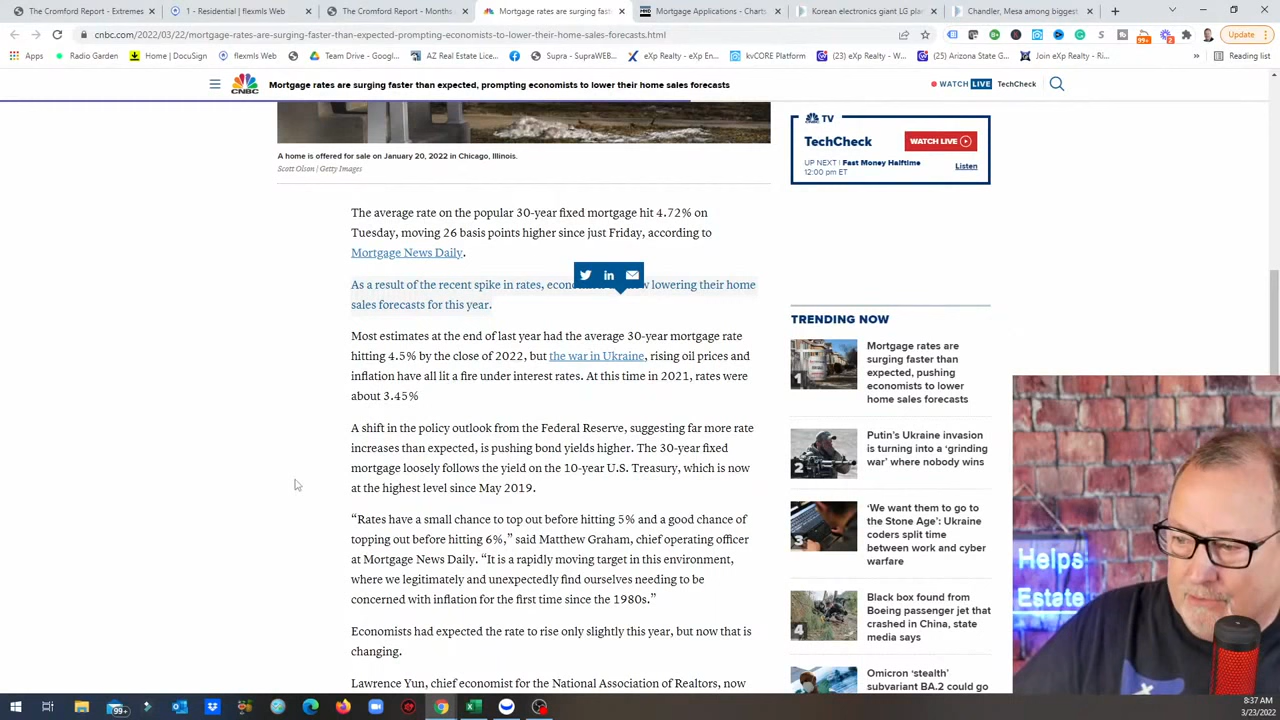 The Cromford Report - Extremes
1 - Residential | flexmls Web
The Cromford Report - Months
Mortgage rates are surging faste
Mortgage Applications - Charts
Korean electronics giant LG plan
Chandler, Mesa among biggest
cnbc.com/2022/03/22/mortgage-rates-are-surging-faster-than-expected-prompting-economists-to-lower-their-home-sales-forecasts.html
Update
Apps
Radio Garden
Home | DocuSign
flexmls Web
Team Drive - Googl...
AZ Real Estate Lice...
Supra - SupraWEB...
eXp Realty - eXp En...
kvCORE Platform
(23) eXp Realty - W...
(25) Arizona State G...
Join eXp Realty - Ri...
»
Reading list
CNBC
Mortgage rates are surging faster than expected, prompting economists to lower their home sales forecasts
WATCH LIVE TechCheck
A home is offered for sale on January 20, 2022 in Chicago, Illinois.
Scott Olson | Getty Images
The average rate on the popular 30-year fixed mortgage hit 4.72% on
Tuesday, moving 26 basis points higher since just Friday, according to
Mortgage News Daily.
As a result of the recent spike in rates, lowering their home
sales forecasts for this year.
Most estimates at the end of last year had the average 30-year mortgage rate
hitting 4.5% by the close of 2022, but the war in Ukraine, rising oil prices and
inflation have all lit a fire under interest rates. At this time in 2021, rates were
about 3.45%
A shift in the policy outlook from the Federal Reserve, suggesting far more rate
increases than expected, is pushing bond yields higher. The 30-year fixed
mortgage loosely follows the yield on the 10-year U.S. Treasury, which is now
at the highest level since May 2019.
“Rates have a small chance to top out before hitting 5% and a good chance of
topping out before hitting 6%,” said Matthew Graham, chief operating officer
at Mortgage News Daily. “It is a rapidly moving target in this environment,
where we legitimately and unexpectedly find ourselves needing to be
concerned with inflation for the first time since the 1980s.”
Economists had expected the rate to rise only slightly this year, but now that is
changing.
Lawrence Yun, chief economist for the National Association of Realtors, now
TV
TechCheck
WATCH LIVE
UP NEXT | Fast Money Halftime
12:00 pm ET
Listen
TRENDING NOW
1
Mortgage rates are
surging faster than
expected, pushing
economists to lower
home sales forecasts
2
Putin's Ukraine invasion
is turning into a ‘grinding
war’ where nobody wins
3
‘We want them to go to
the Stone Age’: Ukraine
coders split time
between work and cyber
warfare
4
Black box found from
Boeing passenger jet that
crashed in China, state
media says
Omicron ‘stealth’
subvariant BA.2 could go
Helps
Estate
99+
8:37 AM
3/23/2022